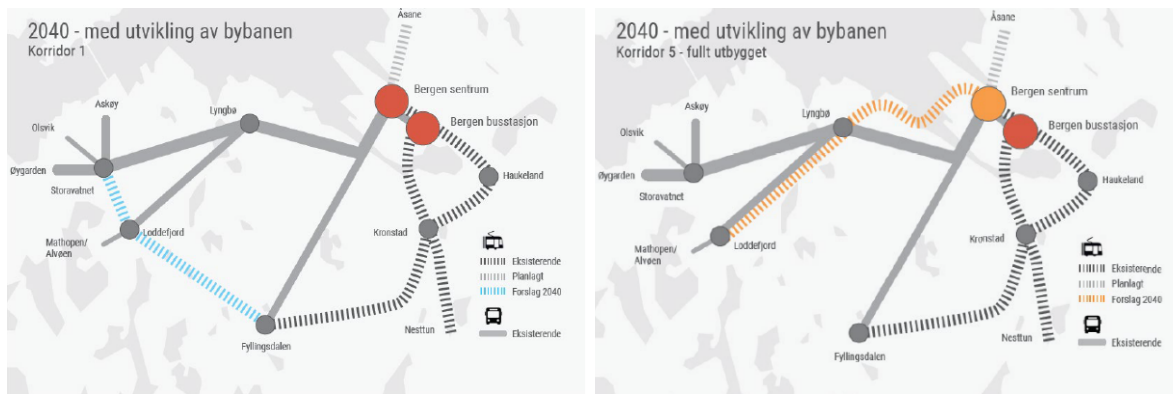 2040 - med utvikling av bybanen
Korridor 1
Åsane
Bergen sentrum
Bergen busstasjon
Askøy
Lyngbø
Olsvik
Øygarden
Storavatnet
Haukeland
Mathopen/
Alvøen
Loddefjord
Kronstad
Eksisterende
Planlagt
Forslag 2040
Eksisterende
Nesttun
Fyllingsdalen
2040 - med utvikling av bybanen
Korridor 5 - fullt utbygget
Åsane
Bergen sentrum
Bergen busstasjon
Askøy
Lyngbø
Olsvik
Øygarden
Storavatnet
Haukeland
Mathopen/
Alvøen
Loddefjord
Kronstad
Eksisterende
Planlagt
Forslag 2040
Eksisterende
Nesttun
Fyllingsdalen